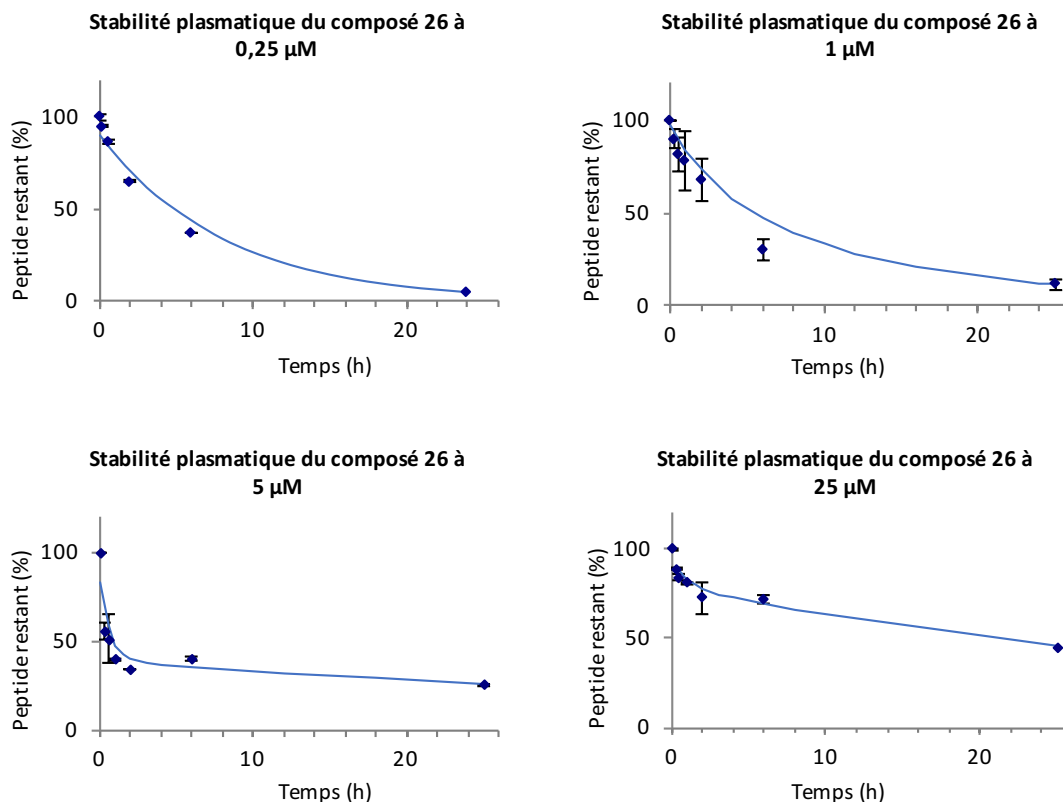 Stabilité plasmatique du composé 26 à
0,25 µM
Peptide restant (%)
100
50
0
0
10
20
Temps (h)
Stabilité plasmatique du composé 26 à
1 µM
Peptide restant (%)
100
50
0
0
10
20
Temps (h)
Stabilité plasmatique du composé 26 à
5 µM
Peptide restant (%)
100
50
0
0
10
20
Temps (h)
Stabilité plasmatique du composé 26 à
25 µM
Peptide restant (%)
100
50
0
0
10
20
Temps (h)